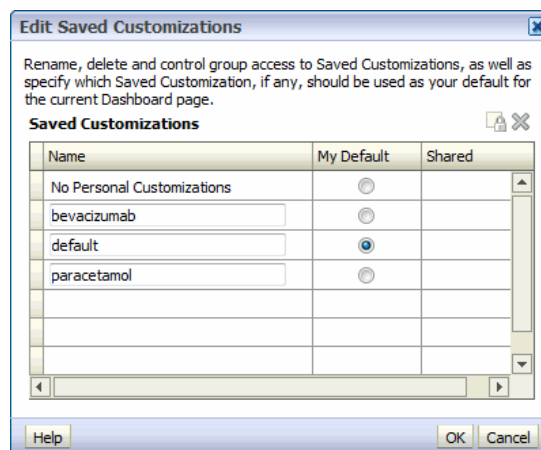 Edit Saved Customizations
Rename, delete and control group access to Saved Customizations, as well as
specify which Saved Customization, if any, should be used as your default for
the current Dashboard page.
Saved Customizations
Name My Default Shared
No Personal Customizations
bevacizumab
default
paracetamol
Help OK Cancel